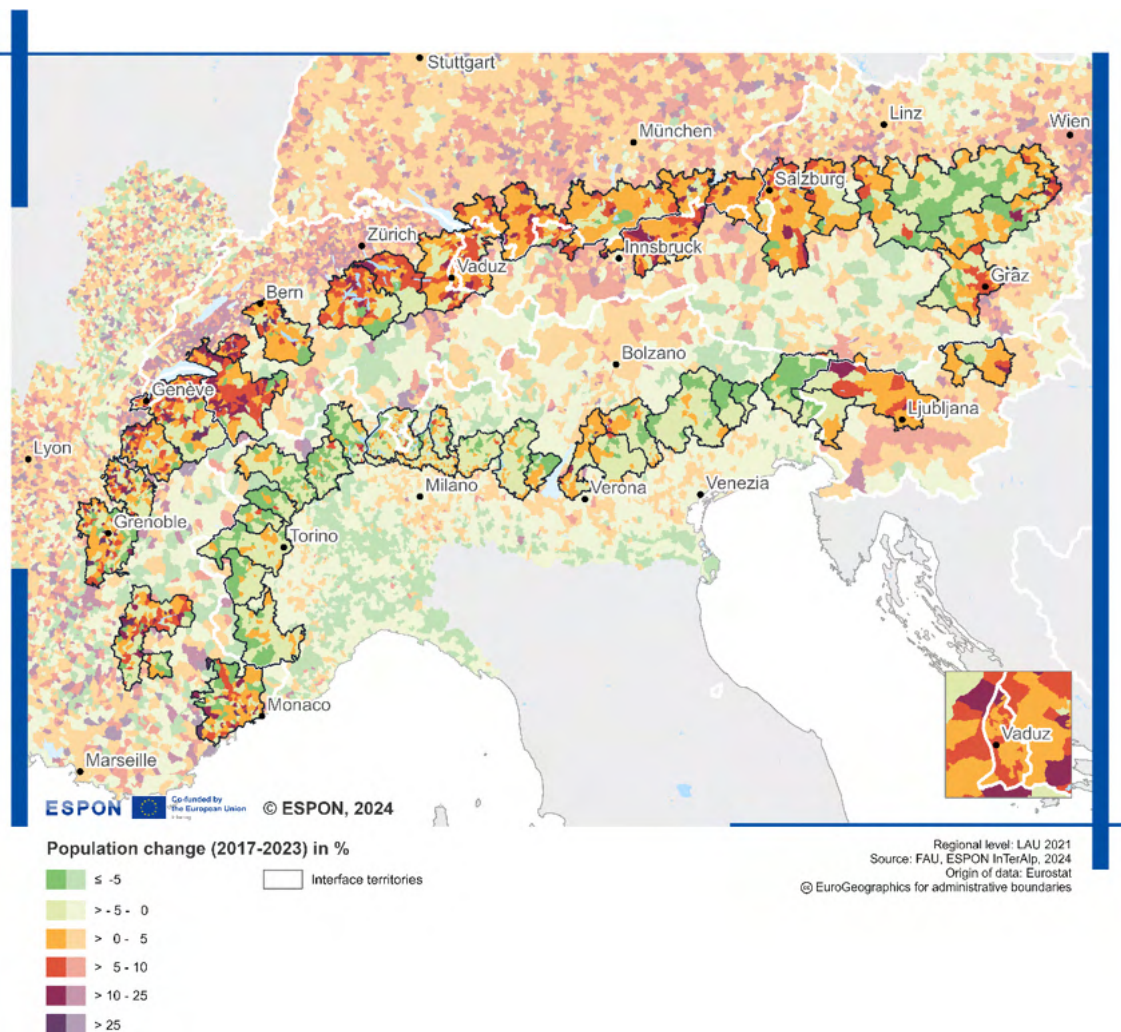 Stuttgart
Linz
Wien
München
Salzburg
Zürich
Innsbruck
Vaduz
Bern
Graz
Bolzano
Genève
Ljubljana
Lyon
Milano
Verona
Venezia
Grenoble
Torino
Monaco
Vaduz
Marseille
ESPON
Co-funded by
the European Union
© ESPON, 2024
Population change (2017-2023) in %
≤ -5
> - 5 - 0
> 0 - 5
> 5 - 10
> 10 - 25
> 25
Interface territories
Regional level: LAU 2021
Source: FAU, ESPON InTerAlp, 2024
Origin of data: Eurostat
㏄ EuroGeographics for administrative boundaries